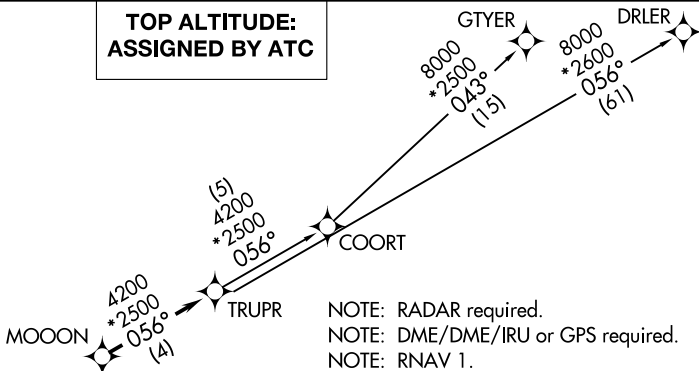 TOP ALTITUDE:
ASSIGNED BY ATC
GTYER
DRLER
8000
*2500
043°
(15)
8000
*2600
056°
(61)
(5)
4200
*2500
056°
COORT
4200
*2500
056°
(4)
TRUPR
MOOON
NOTE: RADAR required.
NOTE: DME/DME/IRU or GPS required.
NOTE: RNAV 1.